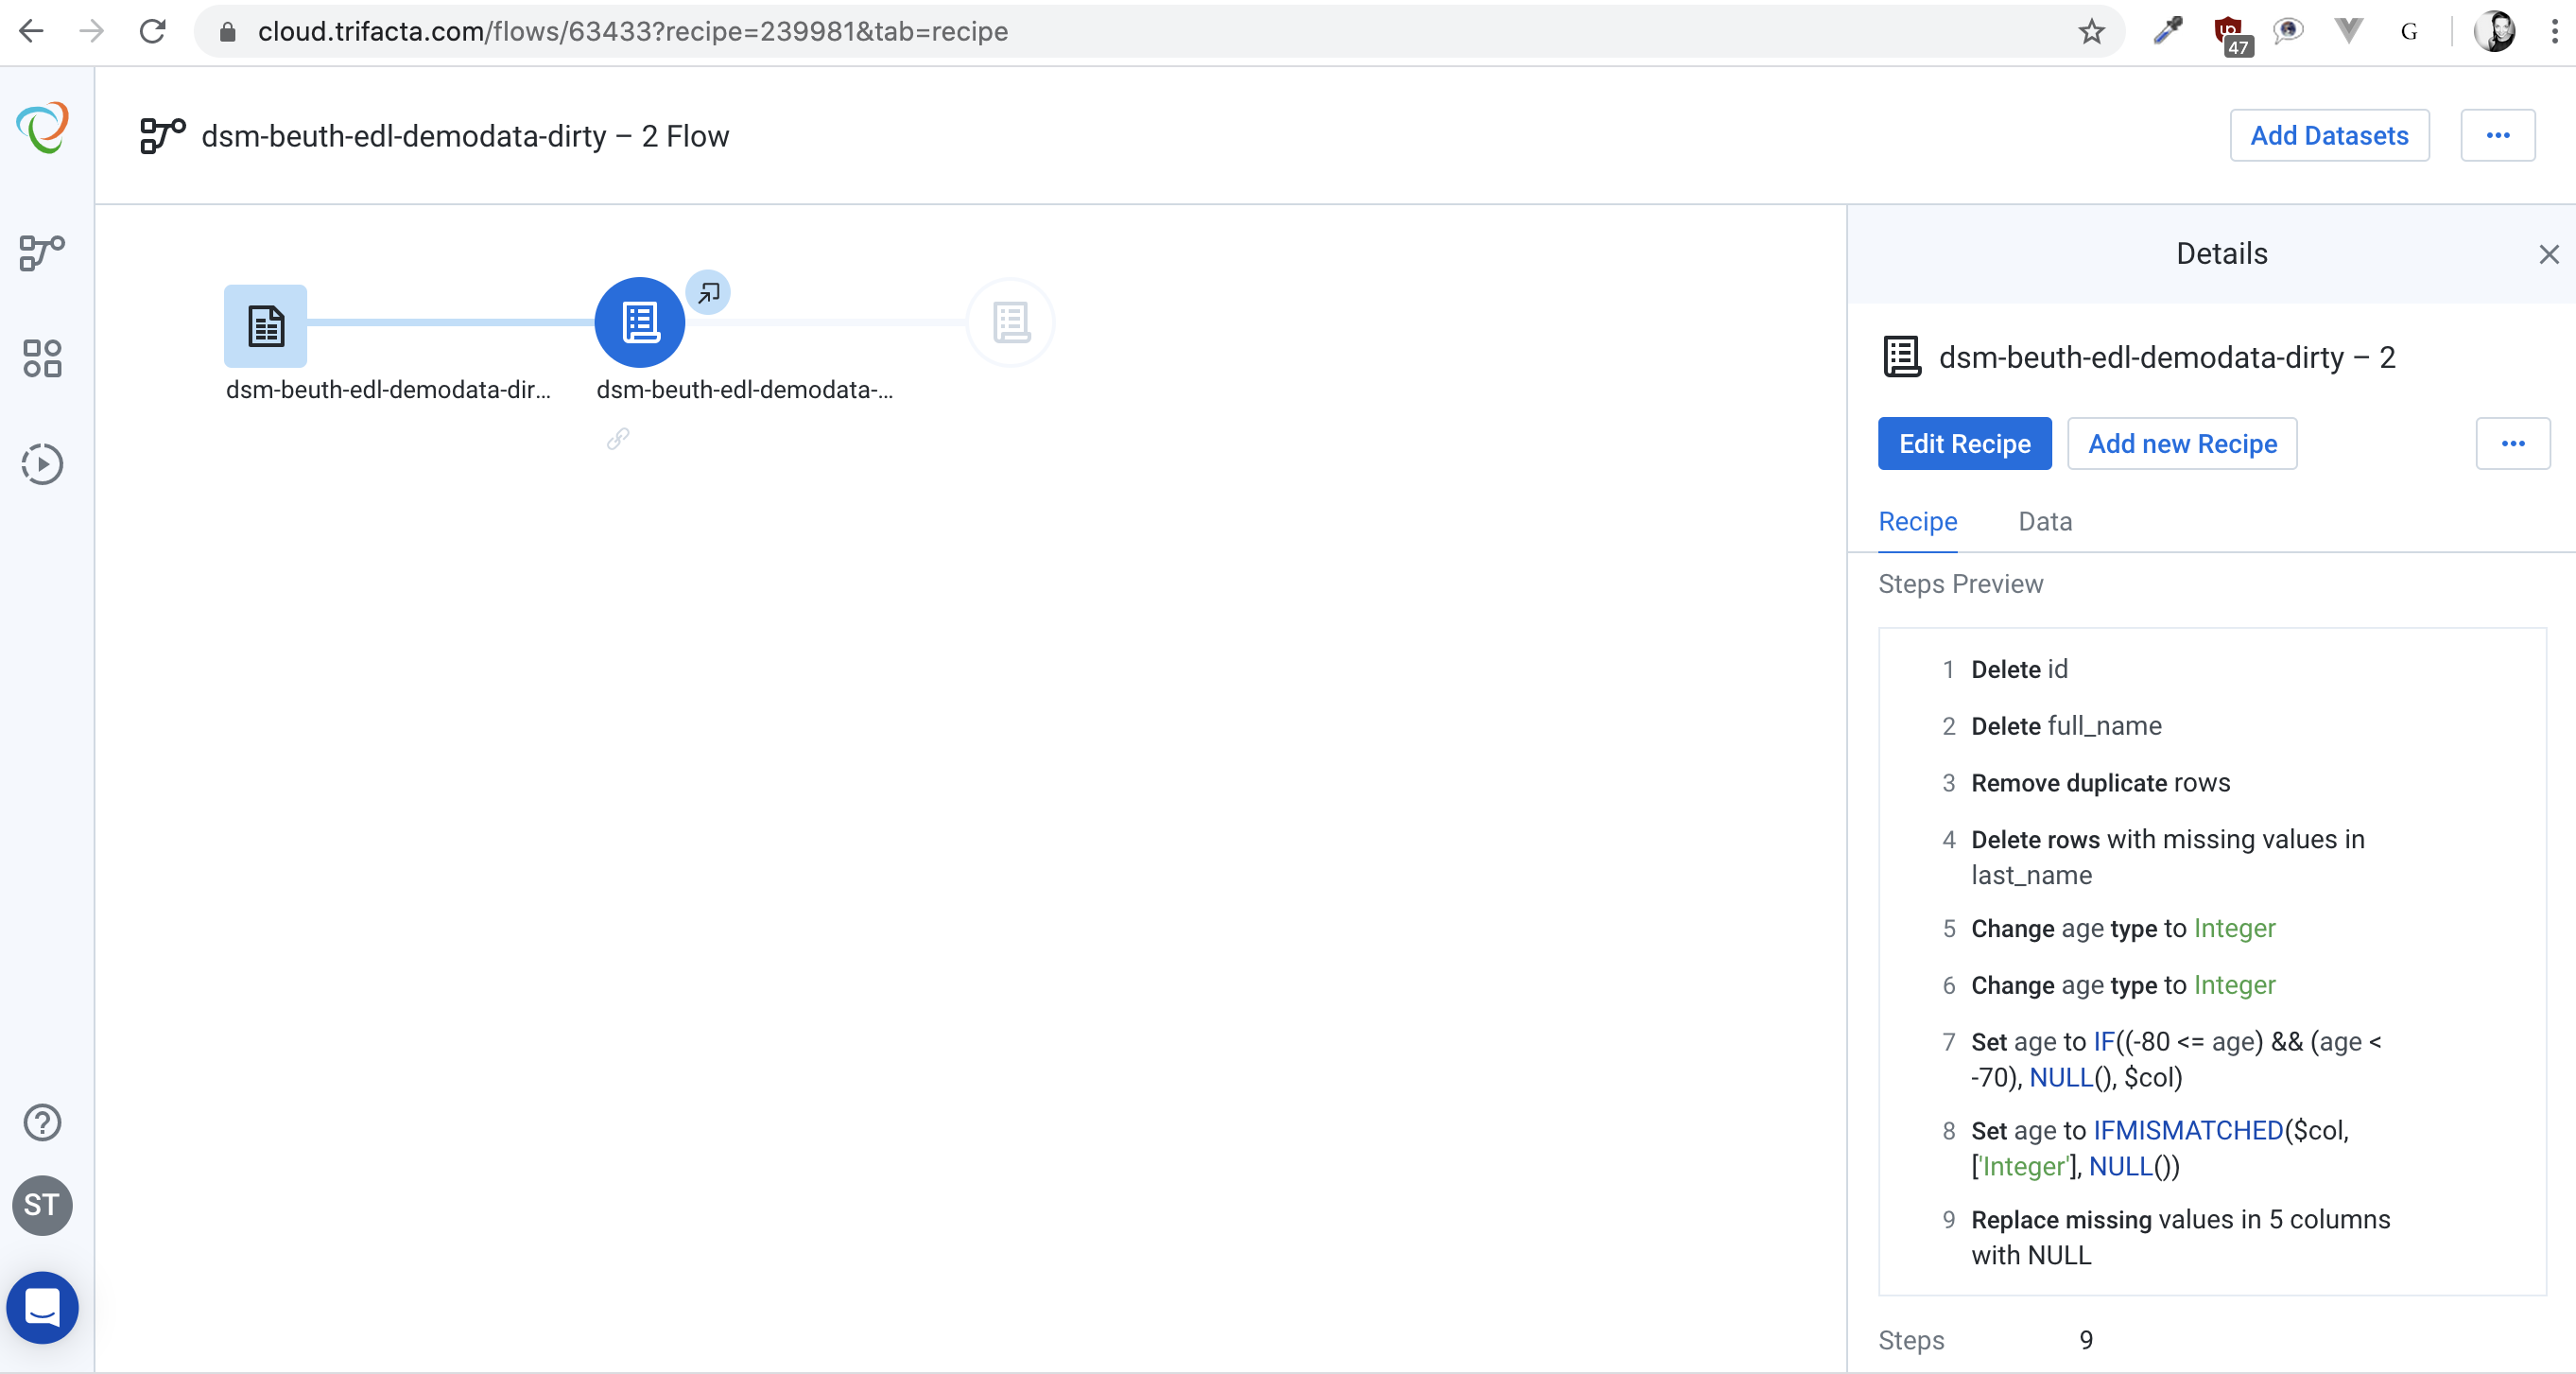 cloud.trifacta.com/flows/63433?recipe=239981&tab=recipe
47
G
dsm-beuth-edl-demodata-dirty – 2 Flow
Add Datasets
Details
dsm-beuth-edl-demodata-dir...
dsm-beuth-edl-demodata-...
dsm-beuth-edl-demodata-dirty – 2
Edit Recipe
Add new Recipe
Recipe
Data
Steps Preview
1 Delete id
2 Delete full_name
3 Remove duplicate rows
4 Delete rows with missing values in
last_name
5 Change age type to Integer
6 Change age type to Integer
7 Set age to IF((-80 <= age) && (age <
-70), NULL(), $col)
8 Set age to IFMISMATCHED($col,
['Integer'], NULL())
9 Replace missing values in 5 columns
with NULL
Steps 9
ST